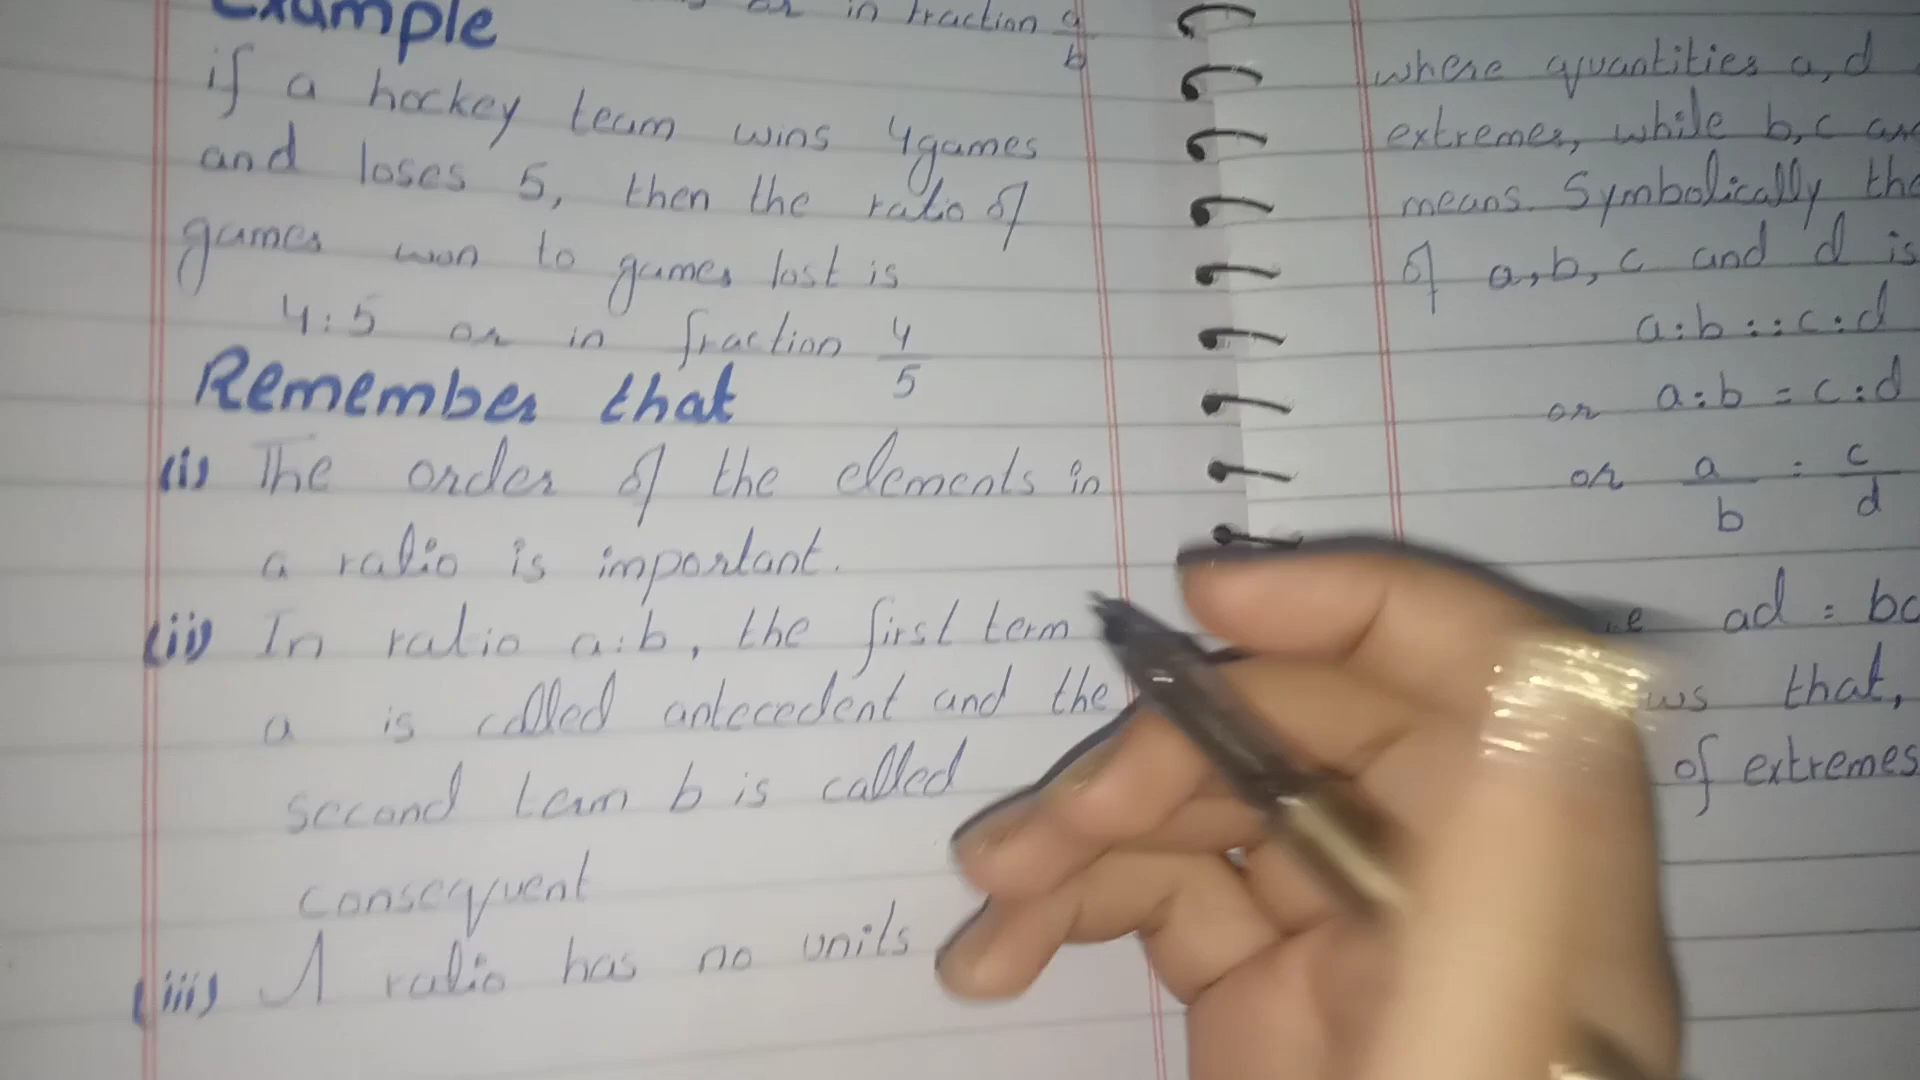 or in fraction a/b
Example
if a hockey team wins 4games
and loses 5, then the ratio of
games won to games lost is
4:5 or in fraction 4/5
Remember that
(i) The order of the elements in
a ratio is important.
(ii) In ratio a:b, the first term
a is called antecedent and the
second term b is called
consequent
(iii) A ratio has no units
where quantities a, d
extremes, while b, c are
means. Symbolically the
of a, b, c and d is
a:b::c:d
or a:b = c:d
or a/b = c/d
ad = bc
that,
of extremes